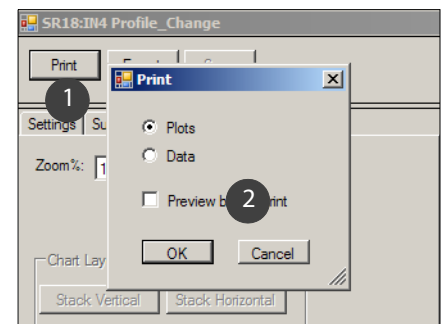 SR18:IN4 Profile_Change
Print
Print
1
Settings
Plots
Data
Zoom%:
Preview 2
OK Cancel
Chart Lay
Stack Vertical Stack Horizontal